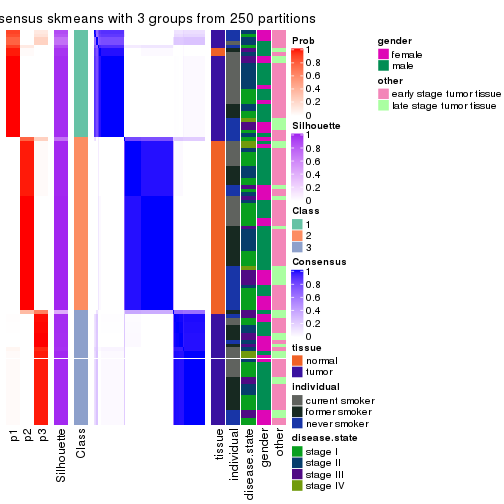 sensus skmeans with 3 groups from 250 partitions
Prob
1
0.8
0.6
0.4
0.2
0
Silhouette
1
0.8
0.6
0.4
0.2
0
Class
1
2
3
Consensus
1
0.8
0.6
0.4
0.2
0
tissue
normal
tumor
individual
current smoker
former smoker
never smoker
disease.state
stage I
stage II
stage III
stage IV
gender
female
male
other
early stage tumor tissue
late stage tumor tissue
p1
p2
p3
Silhouette
Class
tissue
individual
disease.state
gender
other